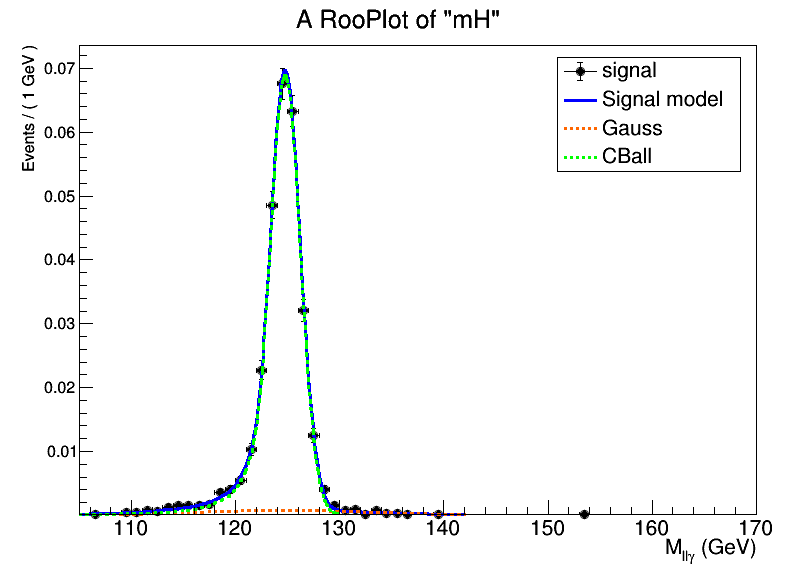 A RooPlot of "mH"
Events / ( 1 GeV )
0.07
0.06
0.05
0.04
0.03
0.02
0.01
signal
Signal model
Gauss
CBall
110 120 130 140 150 160 170
M_llγ (GeV)